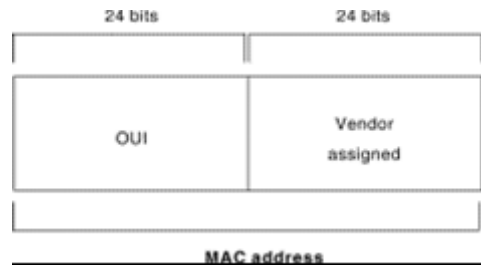 24 bits 24 bits
OUI
Vendor
assigned
MAC address